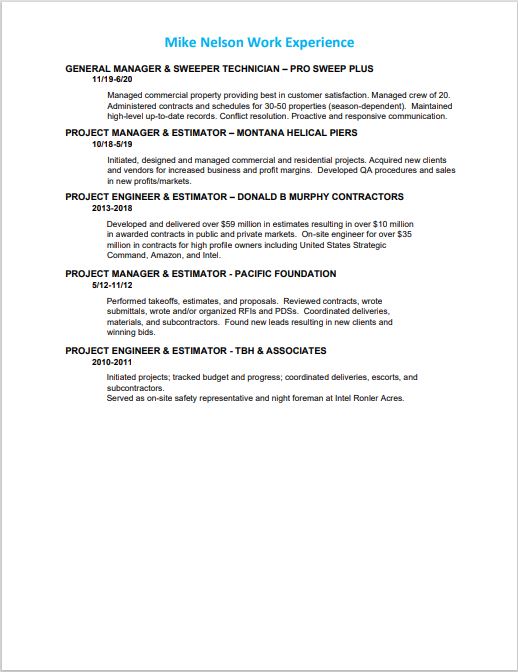 Mike Nelson Work Experience
GENERAL MANAGER & SWEEPER TECHNICIAN – PRO SWEEP PLUS
11/19-6/20
Managed commercial property providing best in customer satisfaction. Managed crew of 20.
Administered contracts and schedules for 30-50 properties (season-dependent).  Maintained
high-level up-to-date records. Conflict resolution. Proactive and responsive communication.
PROJECT MANAGER & ESTIMATOR – MONTANA HELICAL PIERS
10/18-5/19
Initiated, designed and managed commercial and residential projects. Acquired new clients
and vendors for increased business and profit margins.  Developed QA procedures and sales
in new profits/markets.
PROJECT ENGINEER & ESTIMATOR – DONALD B MURPHY CONTRACTORS
2013-2018
Developed and delivered over $59 million in estimates resulting in over $10 million
in awarded contracts in public and private markets.  On-site engineer for over $35
million in contracts for high profile owners including United States Strategic
Command, Amazon, and Intel.
PROJECT MANAGER & ESTIMATOR - PACIFIC FOUNDATION
5/12-11/12
Performed takeoffs, estimates, and proposals.  Reviewed contracts, wrote
submittals, wrote and/or organized RFIs and PDSs.  Coordinated deliveries,
materials, and subcontractors.  Found new leads resulting in new clients and
winning bids.
PROJECT ENGINEER & ESTIMATOR - TBH & ASSOCIATES
2010-2011
Initiated projects; tracked budget and progress; coordinated deliveries, escorts, and
subcontractors.
Served as on-site safety representative and night foreman at Intel Ronler Acres.